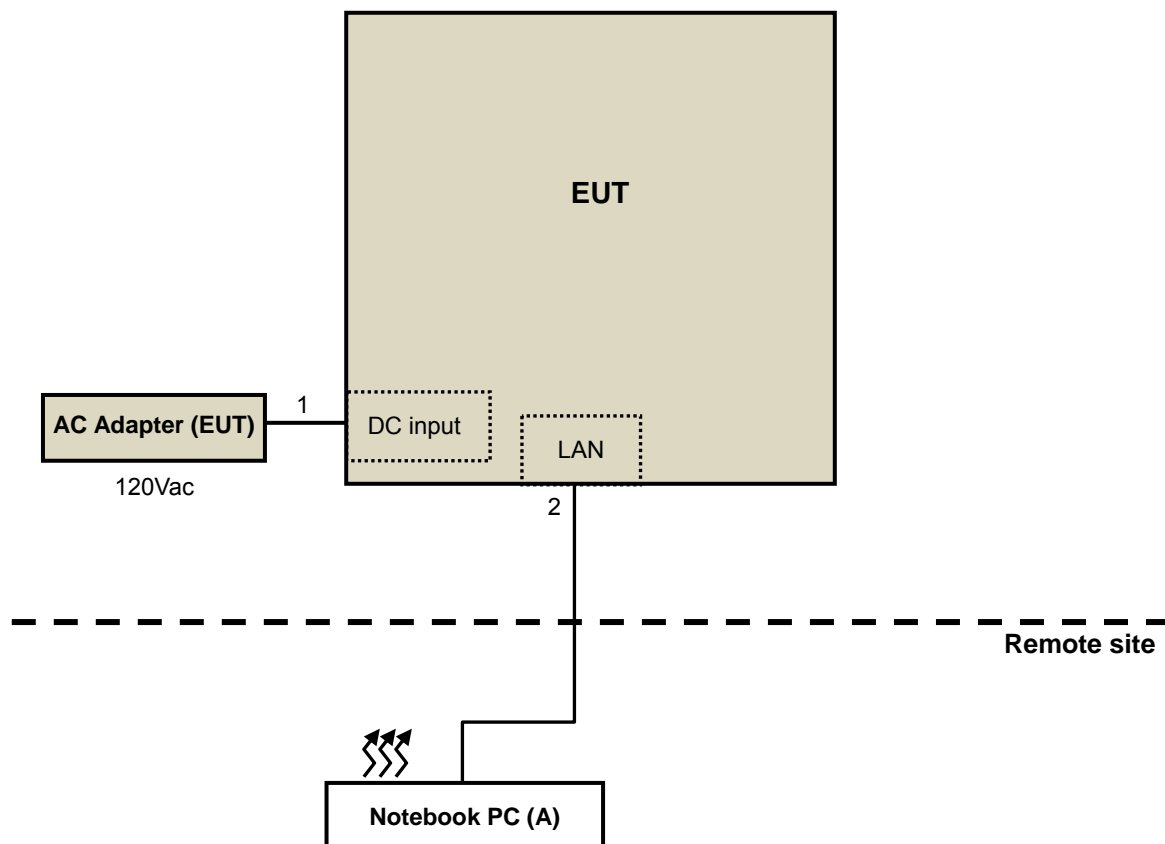 EUT
1
AC Adapter (EUT)
DC input
LAN
120Vac
2
Remote site
Notebook PC (A)